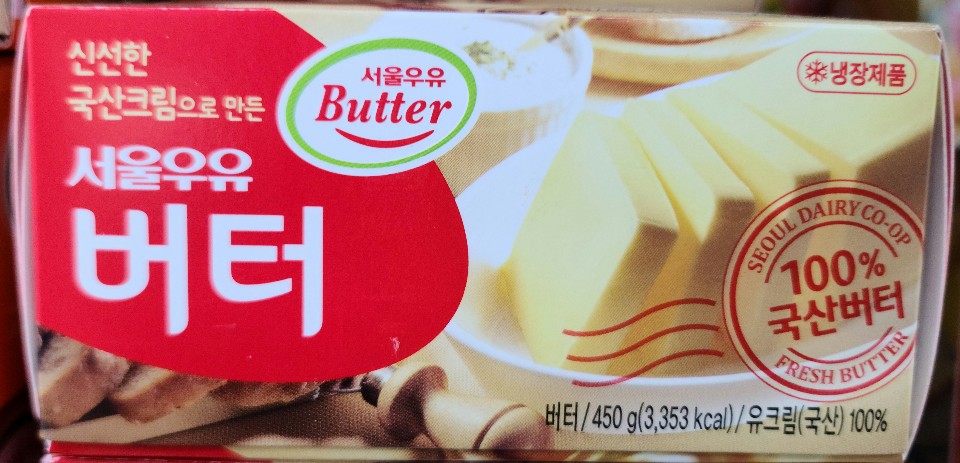 신선한
국산크림으로 만든
서울우유
버터
서울우유
Butter
냉장제품
SEOUL DAIRY CO-OP
100%
국산버터
FRESH BUTTER
버터/450 g(3,353 kcal)/유크림(국산) 100%